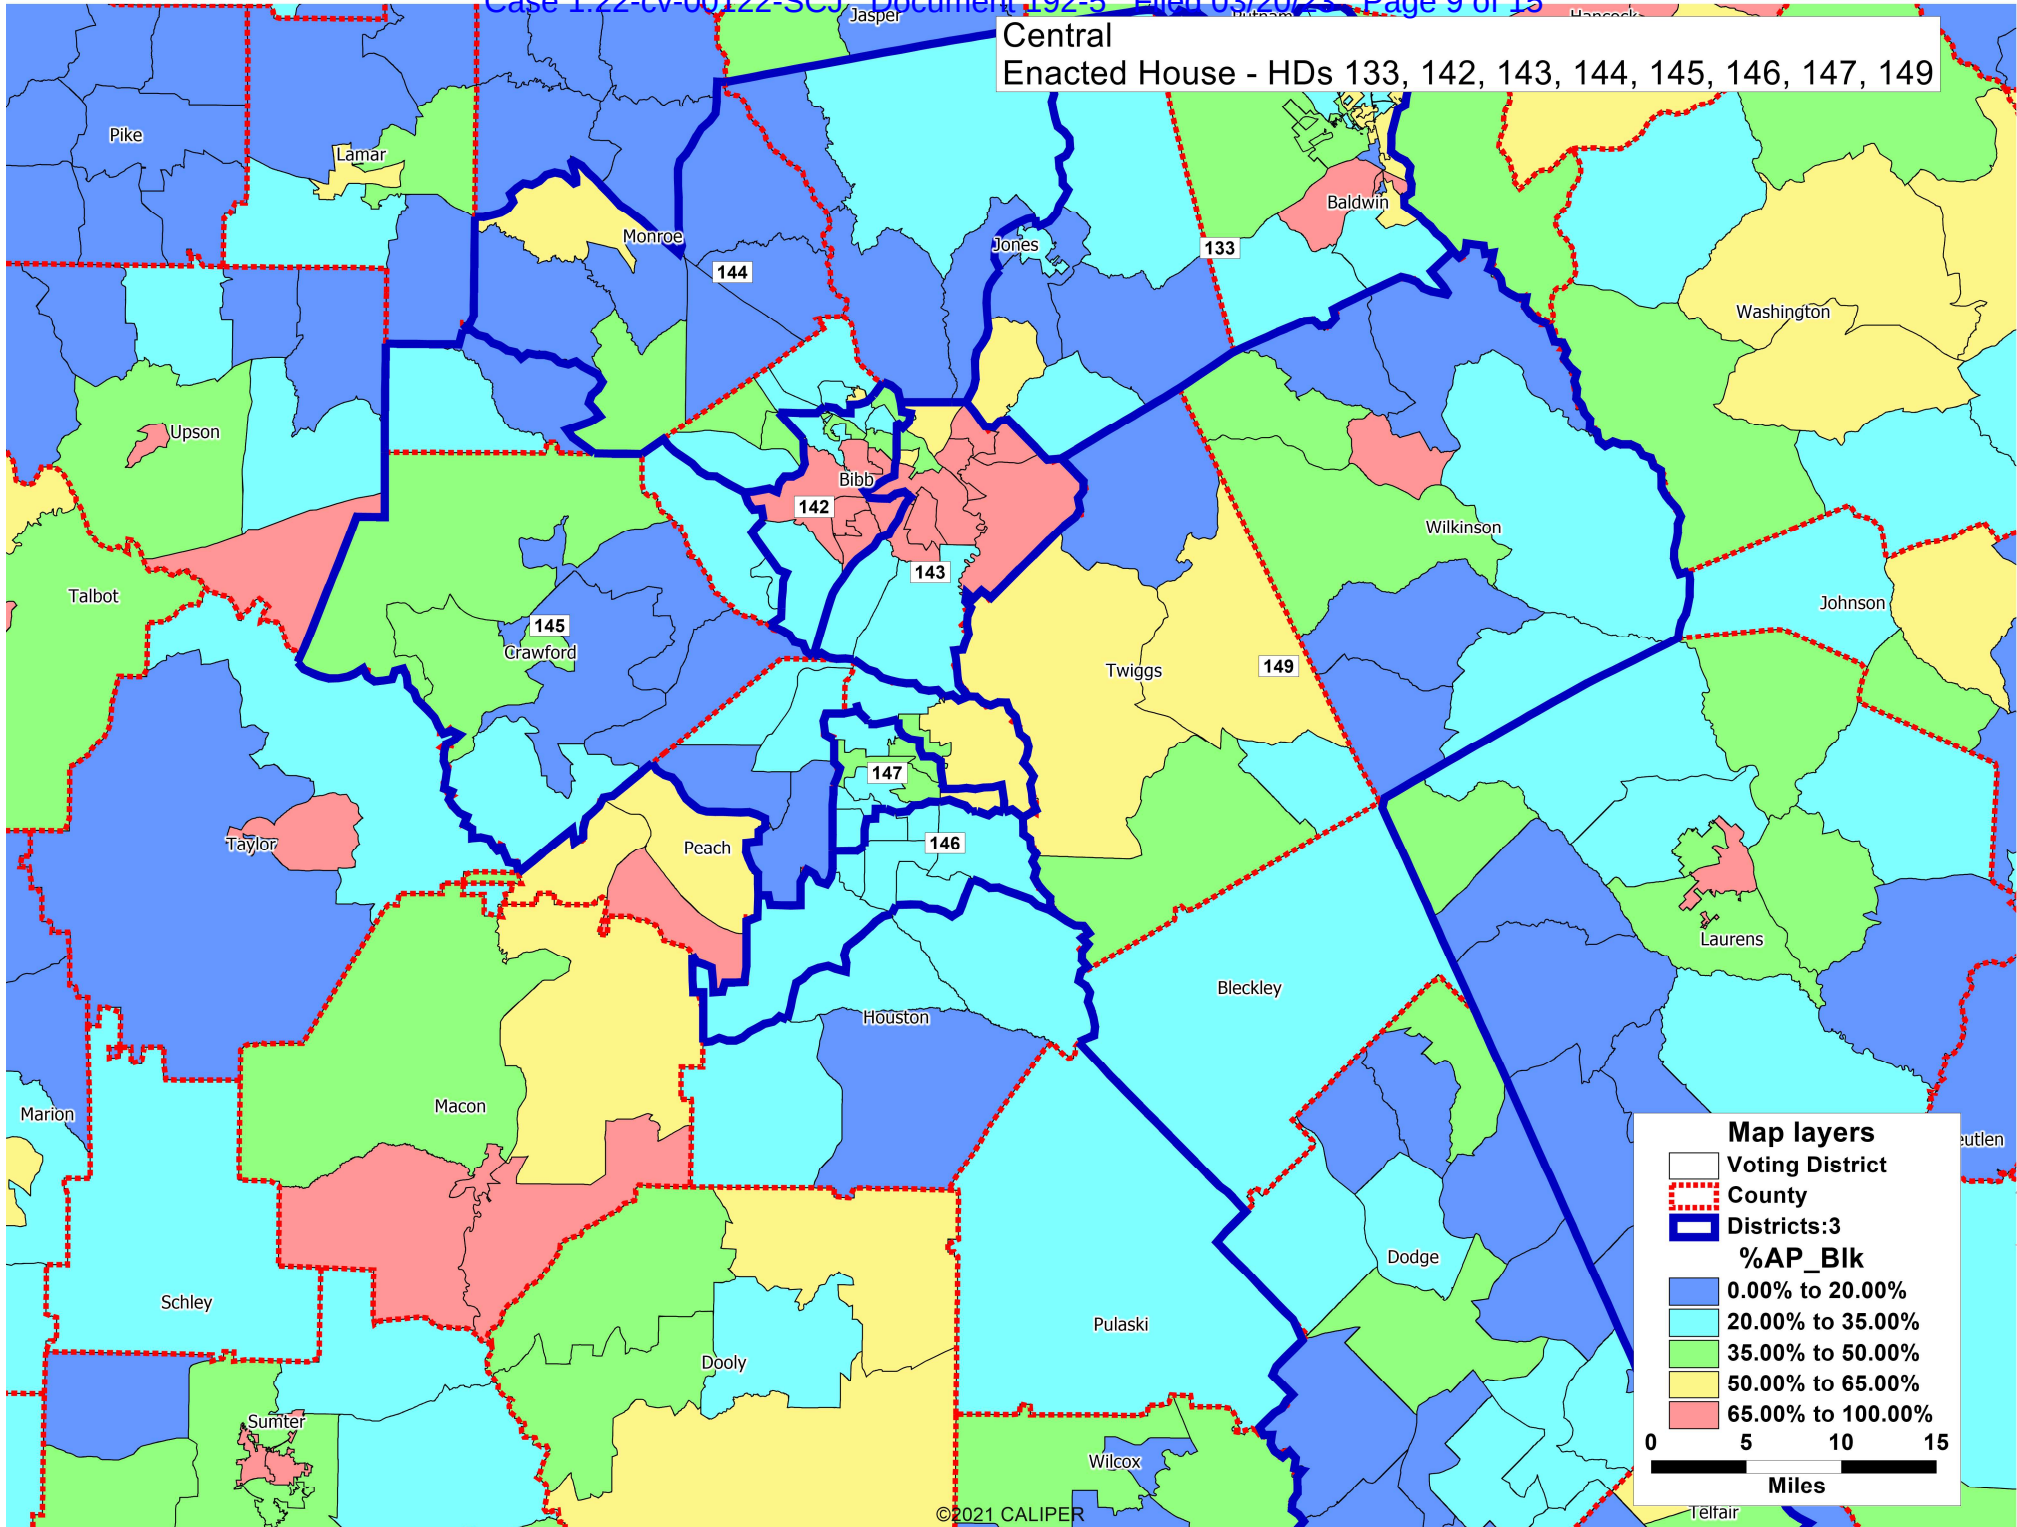 Case 1:22-cv-00122-SCJ Document 192-5 Filed 03/20/23 Page 9 of 15
Jasper
Putnam
Hancock
Central
Enacted House - HDs 133, 142, 143, 144, 145, 146, 147, 149
Pike
Lamar
Baldwin
Monroe
Jones
133
144
Washington
Upson
Bibb
142
Wilkinson
143
Talbot
Johnson
145
Crawford
149
Twiggs
147
Taylor
Peach
146
Laurens
Bleckley
Houston
Macon
Marion
eutlen
Dodge
Schley
Pulaski
Dooly
Sumter
Wilcox
Telfair
Map layers
Voting District
County
Districts:3
%AP_Blk
0.00% to 20.00%
20.00% to 35.00%
35.00% to 50.00%
50.00% to 65.00%
65.00% to 100.00%
0 5 10 15
Miles
©2021 CALIPER